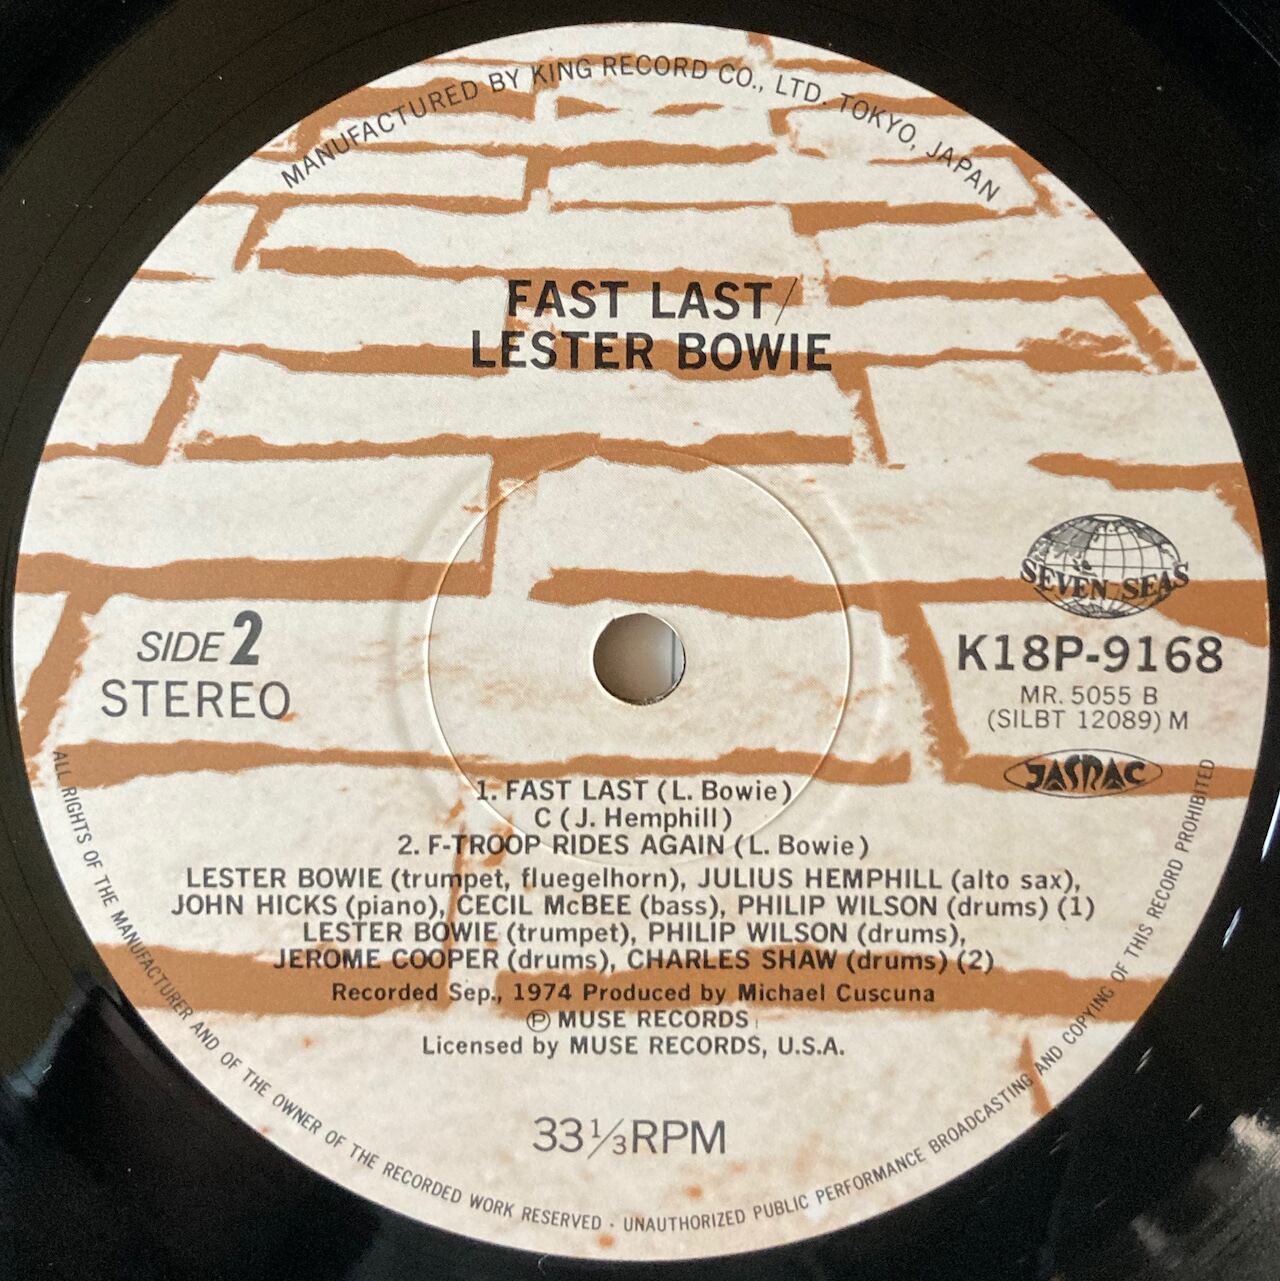 MANUFACTURED BY KING RECORD CO., LTD. TOKYO, JAPAN
FAST LAST/
LESTER BOWIE
SEVEN SEAS
K18P-9168
MR. 5055 B
(SILBT 12089) M
JASRAC
SIDE 2
STEREO
1. FAST LAST (L. Bowie)
C (J. Hemphill)
2. F-TROOP RIDES AGAIN (L. Bowie)
LESTER BOWIE (trumpet, fluegelhorn), JULIUS HEMPHILL (alto sax),
JOHN HICKS (piano), CECIL McBEE (bass), PHILIP WILSON (drums) (1)
LESTER BOWIE (trumpet), PHILIP WILSON (drums),
JEROME COOPER (drums), CHARLES SHAW (drums) (2)
Recorded Sep., 1974 Produced by Michael Cuscuna
Ⓟ MUSE RECORDS
Licensed by MUSE RECORDS, U.S.A.
33 1/3 RPM
ALL RIGHTS OF THE MANUFACTURER AND OF THE OWNER OF THE RECORDED WORK RESERVED · UNAUTHORIZED PUBLIC PERFORMANCE BROADCASTING AND COPYING OF THIS RECORD PROHIBITED